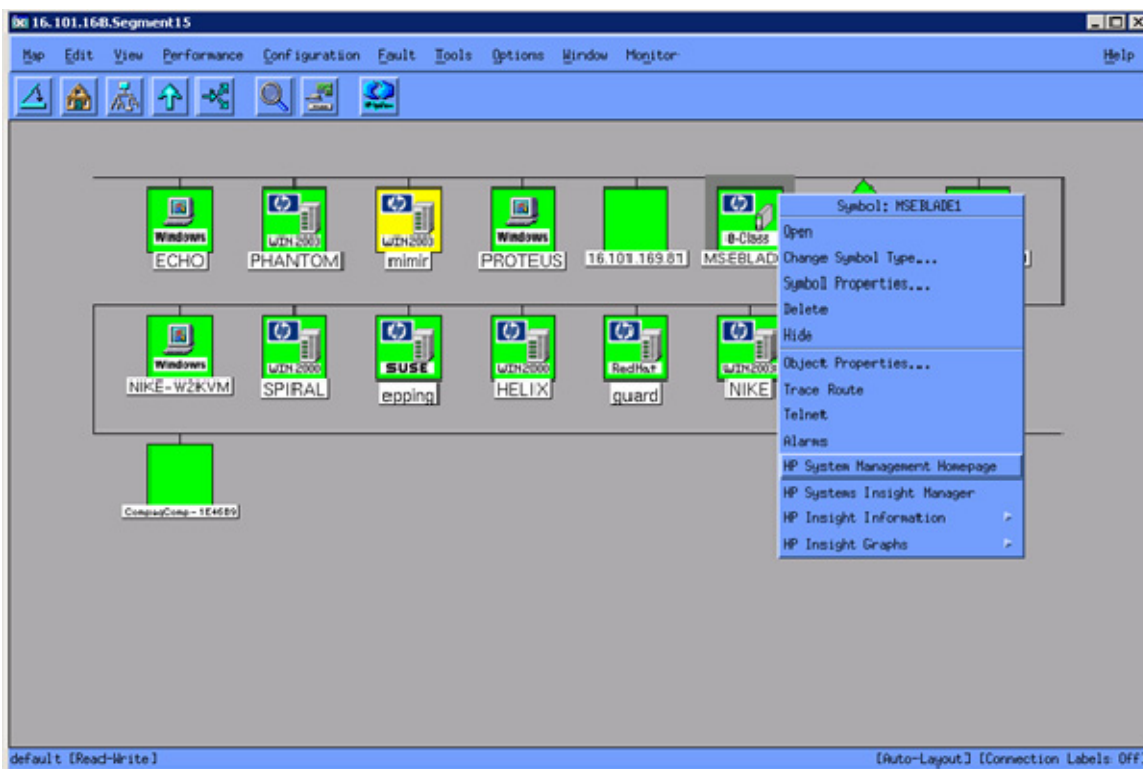 16.101.168.Segment15
Map Edit View Performance Configuration Fault Tools Options Window Monitor Help
Windows
WIN2003
WIN2003
Windows
e-Class
ECHO
PHANTOM
mimir
PROTEUS
16.101.169.81
MSEBLAD
Symbol: MSEBLADE1
Open
Change Symbol Type...
Symbol Properties...
Delete
Hide
Object Properties...
Trace Route
Telnet
Alarms
HP System Management Homepage
HP Systems Insight Manager
HP Insight Information
HP Insight Graphs
Windows
WIN2000
SUSE
WIN2000
RedHat
WIN2003
NIKE-W2KVM
SPIRAL
epping
HELIX
guard
NIKE
CompaqComp-1E46B9
default [Read-Write]
[Auto-Layout] [Connection Labels Off]